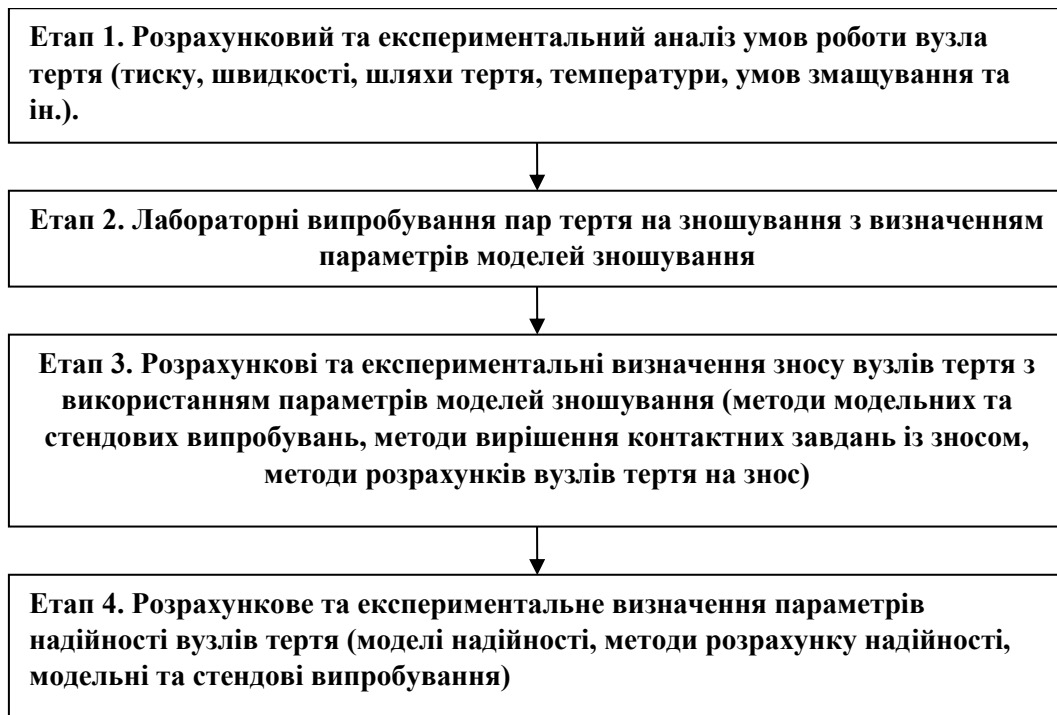 Етап 1. Розрахунковий та експериментальний аналіз умов роботи вузла
тертя (тиску, швидкості, шляхи тертя, температури, умов змащування та
ін.).
Етап 2. Лабораторні випробування пар тертя на зношування з визначенням
параметрів моделей зношування
Етап 3. Розрахункові та експериментальні визначення зносу вузлів тертя з
використанням параметрів моделей зношування (методи модельних та
стендових випробувань, методи вирішення контактних завдань із зносом,
методи розрахунків вузлів тертя на знос)
Етап 4. Розрахункове та експериментальне визначення параметрів
надійності вузлів тертя (моделі надійності, методи розрахунку надійності,
модельні та стендові випробування)